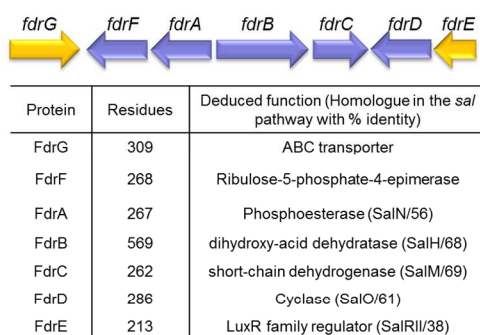 fdrG fdrF fdrA fdrB fdrC fdrD fdrE
Protein Residues Deduced function (Homologue in the sal
pathway with % identity)
FdrG 309 ABC transporter
FdrF 268 Ribulose-5-phosphate-4-epimerase
FdrA 267 Phosphoesterase (SalN/56)
FdrB 569 dihydroxy-acid dehydratase (SalH/68)
FdrC 262 short-chain dehydrogenase (SalM/69)
FdrD 286 Cyclase (SalO/61)
FdrE 213 LuxR family regulator (SalRII/38)